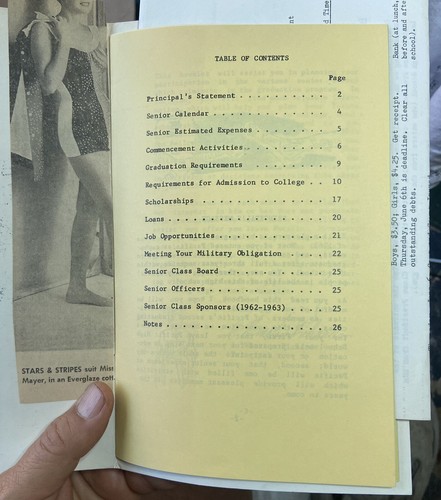 TABLE OF CONTENTS
Page
Principal's Statement . . . . . . . . . . 2
Senior Calendar . . . . . . . . . . . . . 4
Senior Estimated Expenses . . . . . . . . 5
Commencement Activities . . . . . . . . . 6
Graduation Requirements . . . . . . . . . 9
Requirements for Admission to College . . 10
Scholarships . . . . . . . . . . . . . . 17
Loans . . . . . . . . . . . . . . . . . . 20
Job Opportunities . . . . . . . . . . . . 21
Meeting Your Military Obligation . . . . 22
Senior Class Board . . . . . . . . . . . 25
Senior Officers . . . . . . . . . . . . . 25
Senior Class Sponsors (1962-1963) . . . . 25
Notes . . . . . . . . . . . . . . . . . . 26
STARS & STRIPES suit Miss
Mayer, in an Everglaze cott
d Time
Bank (at lunch,
before and afte
school).
Boys, $3.50; Girls, $4.25. Get receipt.
Thursday, June 6th is deadline. Clear all
outstanding debts.